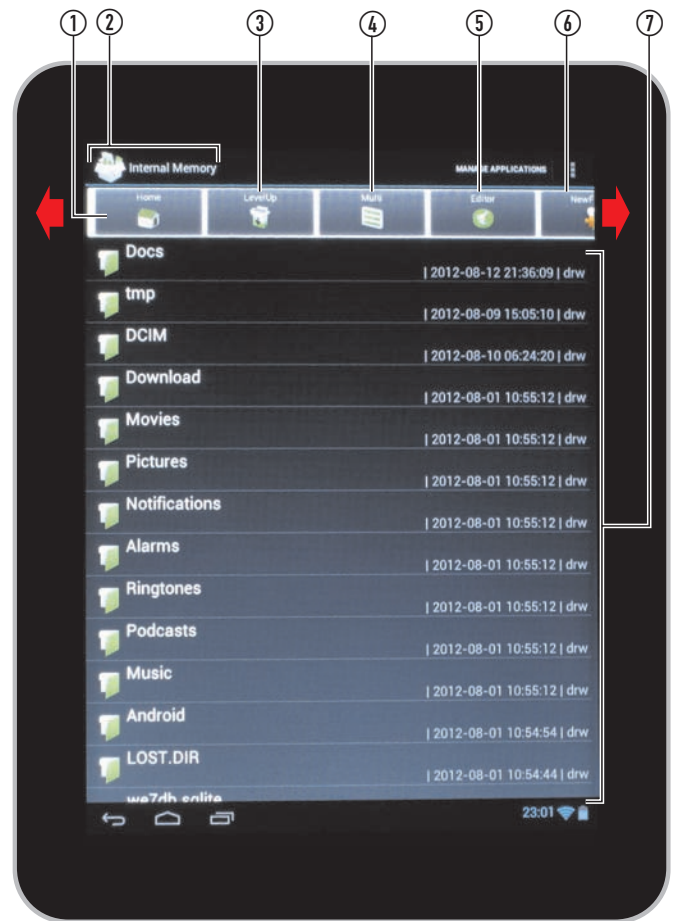 1 2 3 4 5 6 7
Internal Memory MANAGE APPLICATIONS
Home LevelUp Multi Editor
Docs
| 2012-08-12 21:36:09 | drw
tmp
| 2012-08-09 15:05:10 | drw
DCIM
| 2012-08-10 06:24:20 | drw
Download
| 2012-08-01 10:55:12 | drw
Movies
| 2012-08-01 10:55:12 | drw
Pictures
| 2012-08-01 10:55:12 | drw
Notifications
| 2012-08-01 10:55:12 | drw
Alarms
| 2012-08-01 10:55:12 | drw
Ringtones
| 2012-08-01 10:55:12 | drw
Podcasts
| 2012-08-01 10:55:12 | drw
Music
| 2012-08-01 10:55:12 | drw
Android
| 2012-08-01 10:54:54 | drw
LOST.DIR
| 2012-08-01 10:54:44 | drw
we7db.sqlite
23:01